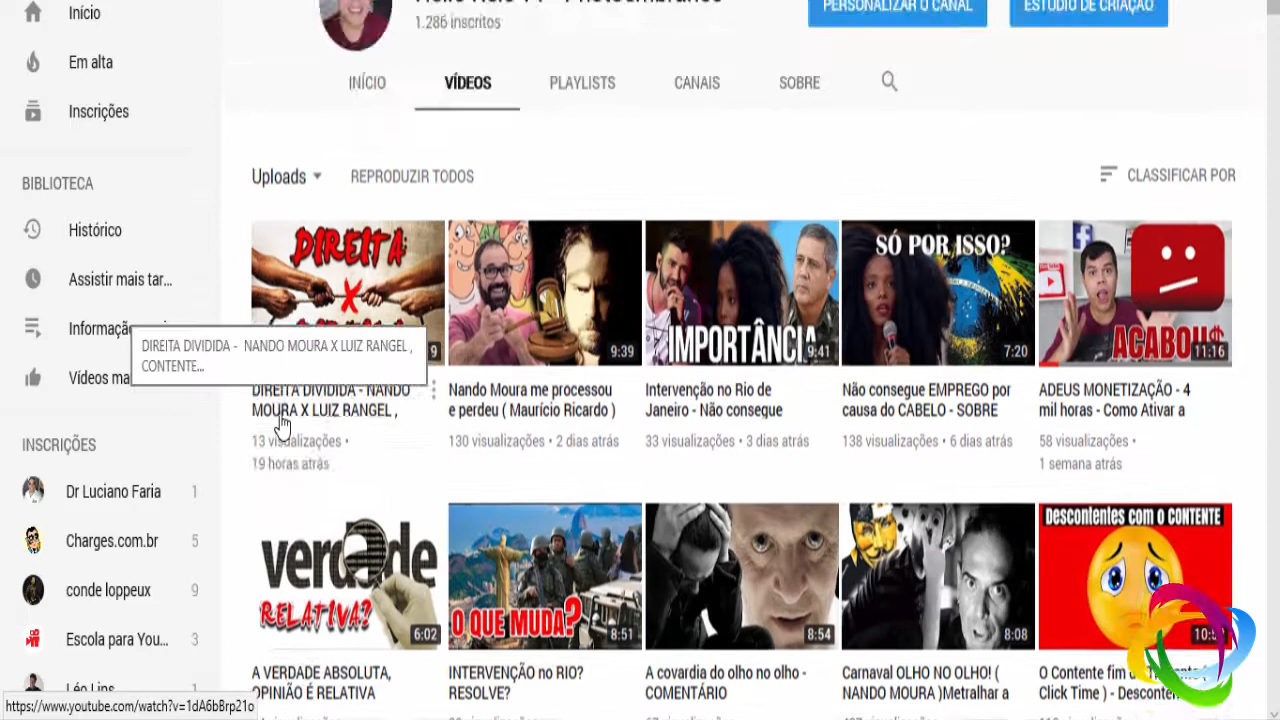 Início
1.286 inscritos
PERSONALIZAR O CANAL
ESTÚDIO DE CRIAÇÃO
Em alta
INÍCIO
VÍDEOS
PLAYLISTS
CANAIS
SOBRE
Inscrições
BIBLIOTECA
Uploads
REPRODUZIR TODOS
CLASSIFICAR POR
Histórico
Assistir mais tar...
Informaçã
Vídeos ma
DIREITA
X
IMPORTÂNCIA
SÓ POR ISSO?
ACABOU
9
9:39
9:41
7:20
11:16
DIREITA DIVIDIDA - NANDO MOURA X LUIZ RANGEL ,
CONTENTE...
DIREITA DIVIDIDA - NANDO
MOURA X LUIZ RANGEL ,
13 visualizações •
19 horas atrás
Nando Moura me processou
e perdeu ( Maurício Ricardo )
130 visualizações • 2 dias atrás
Intervenção no Rio de
Janeiro - Não consegue
33 visualizações • 3 dias atrás
Não consegue EMPREGO por
causa do CABELO - SOBRE
138 visualizações • 6 dias atrás
ADEUS MONETIZAÇÃO - 4
mil horas - Como Ativar a
58 visualizações •
1 semana atrás
INSCRIÇÕES
Dr Luciano Faria 1
Charges.com.br 5
conde loppeux 9
Escola para You... 3
Léo Lins
verdade
RELATIVA?
6:02
O QUE MUDA?
8:51
8:54
8:08
Descontentes com o CONTENTE
A VERDADE ABSOLUTA,
OPINIÃO É RELATIVA
INTERVENÇÃO no RIO?
RESOLVE?
A covardia do olho no olho -
COMENTÁRIO
Carnaval OLHO NO OLHO! (
NANDO MOURA )Metralhar a
O Contente fim
Click Time ) - Desconten
https://www.youtube.com/watch?v=1dA6bBrp21o